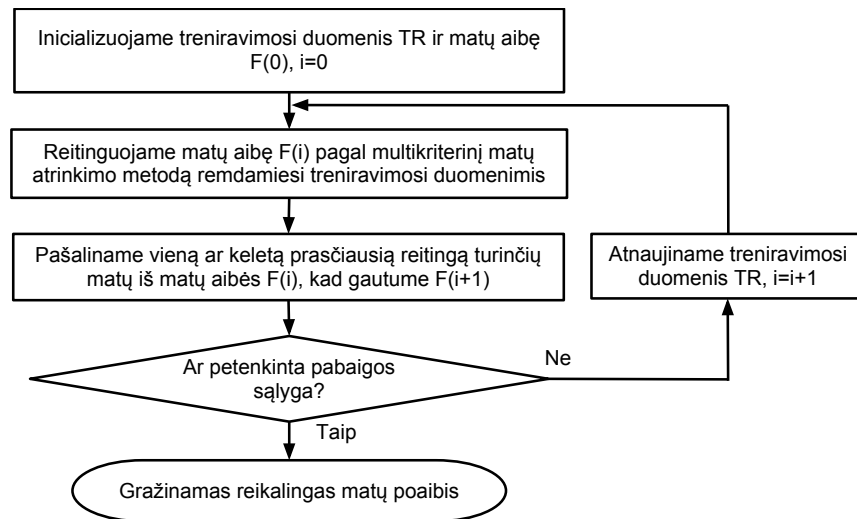 Inicializuojame treniravimosi duomenis TR ir matų aibę
F(0), i=0
Reitinguojame matų aibę F(i) pagal multikriterinį matų
atrinkimo metodą remdamiesi treniravimosi duomenimis
Pašaliname vieną ar keletą prasčiausią reitingą turinčių
matų iš matų aibės F(i), kad gautume F(i+1)
Atnaujiname treniravimosi
duomenis TR, i=i+1
Ar petenkinta pabaigos
sąlyga?
Ne
Taip
Gražinamas reikalingas matų poaibis